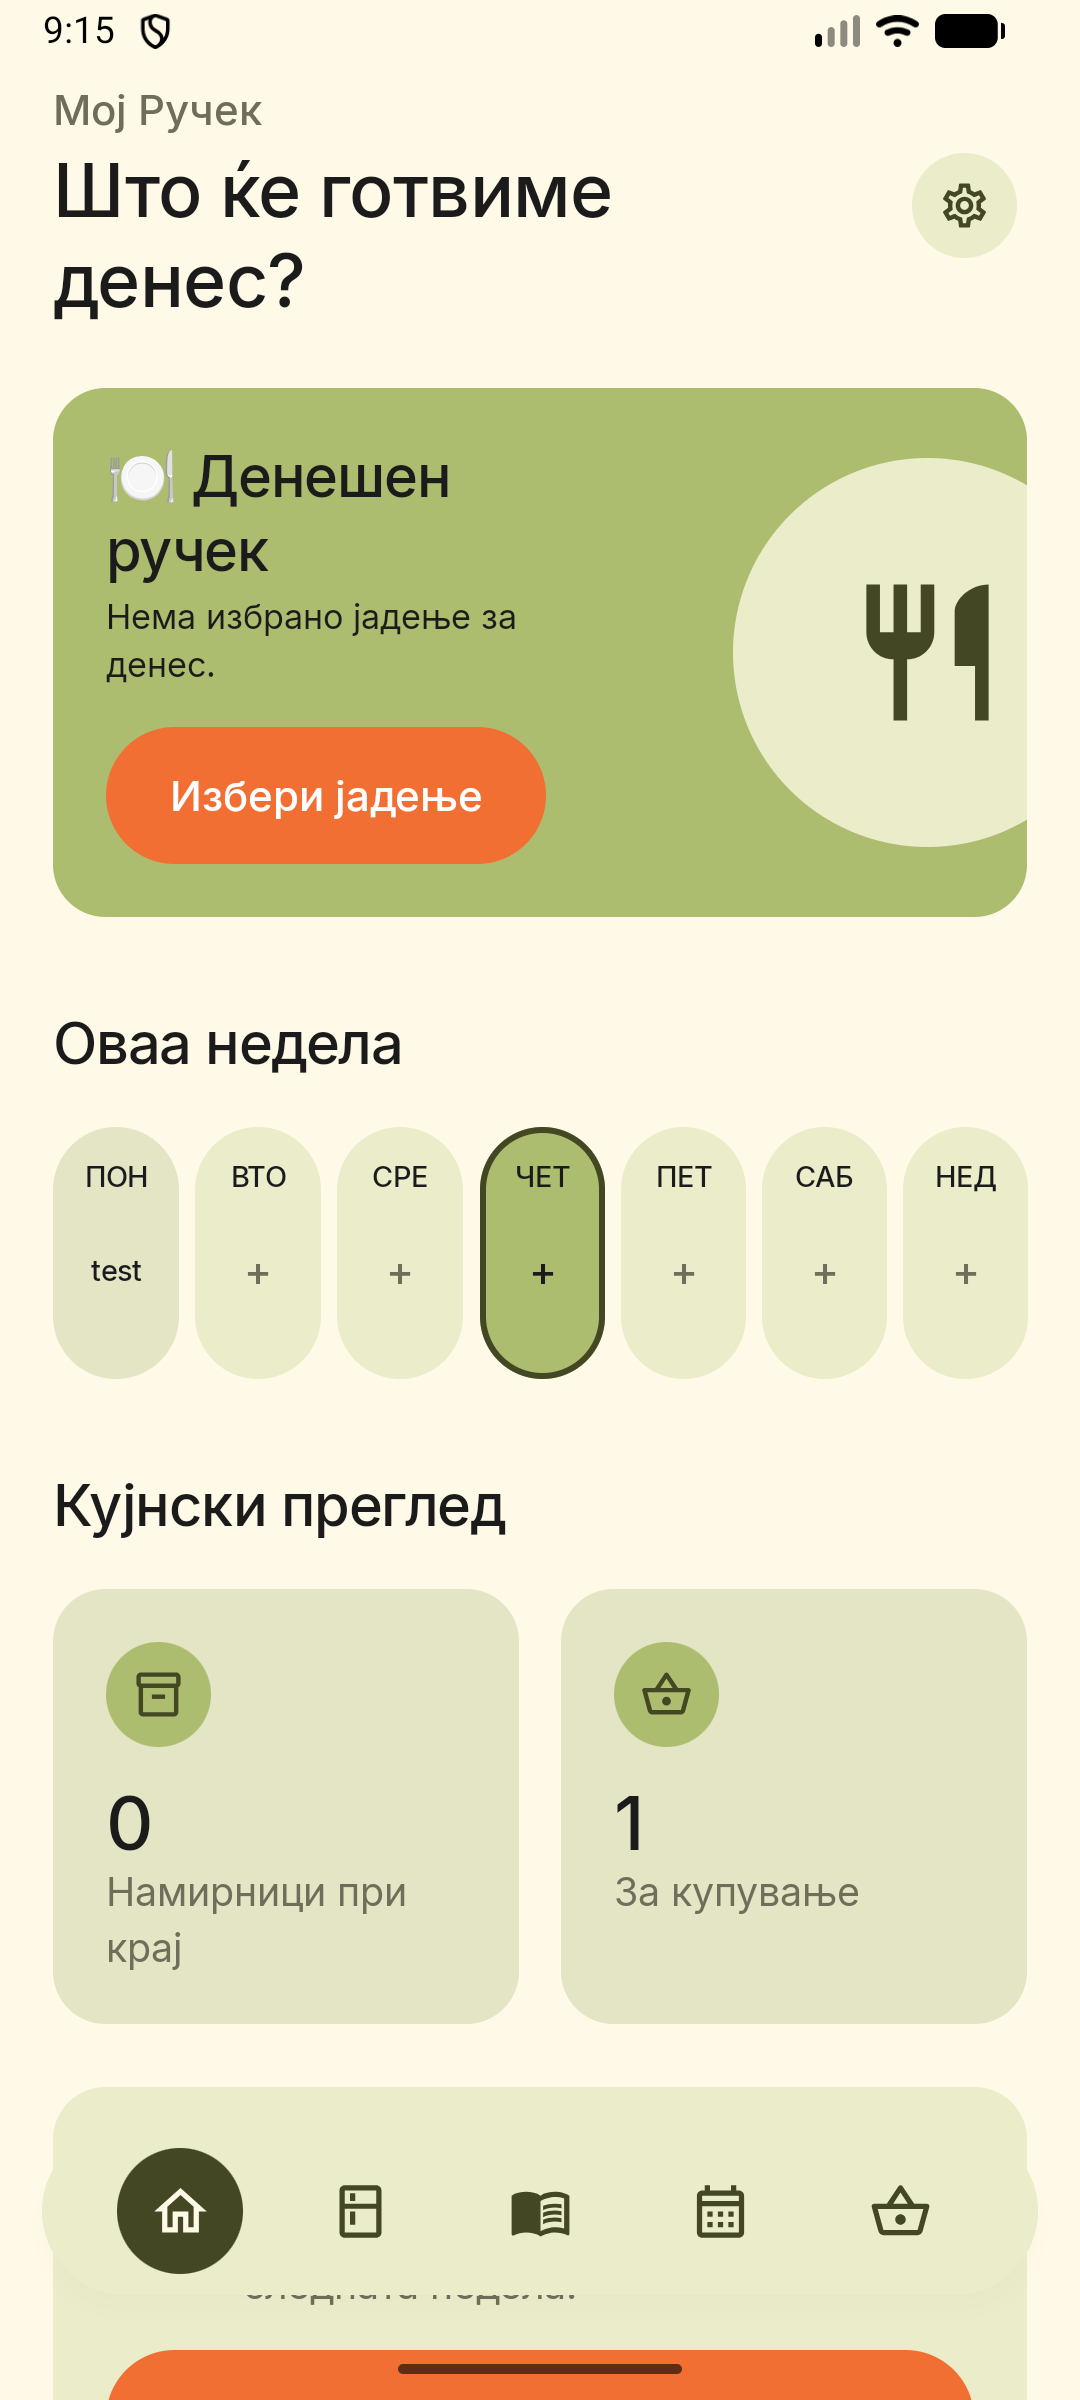 9:15
Мој Ручек
Што ќе готвиме
денес?
🍽️ Денешен
ручек
Нема избрано јадење за
денес.
Избери јадење
Оваа недела
ПОН ВТО СРЕ ЧЕТ ПЕТ САБ НЕД
test + + + + + +
Кујнски преглед
0
Намирници при
крај
1
За купување